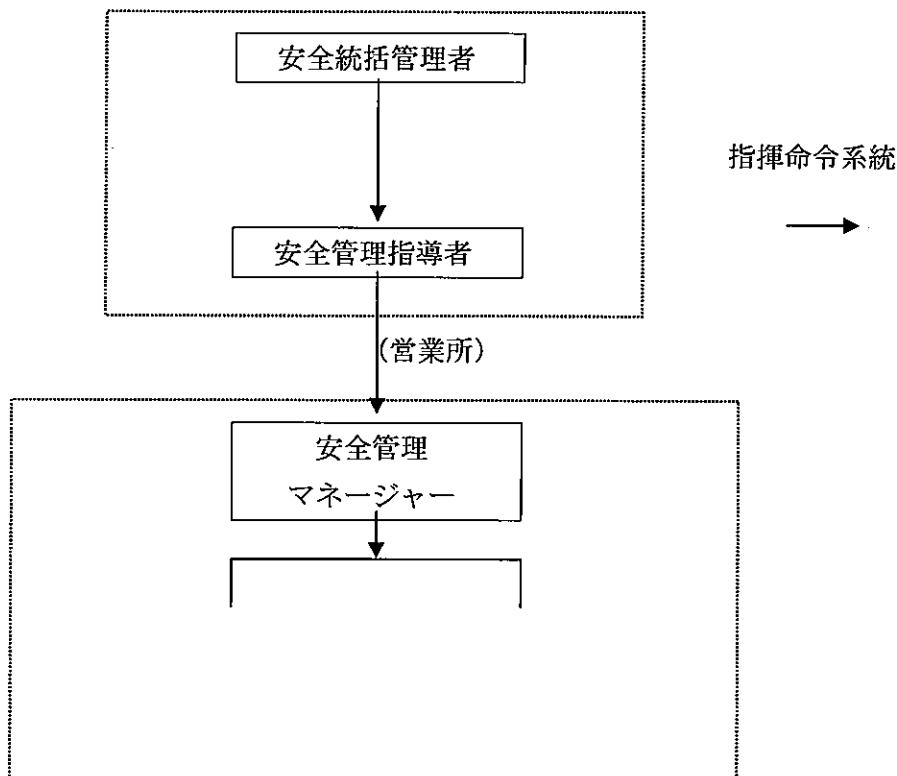 安全統括管理者
指揮命令系統
安全管理指導者
(営業所)
安全管理
マネージャー